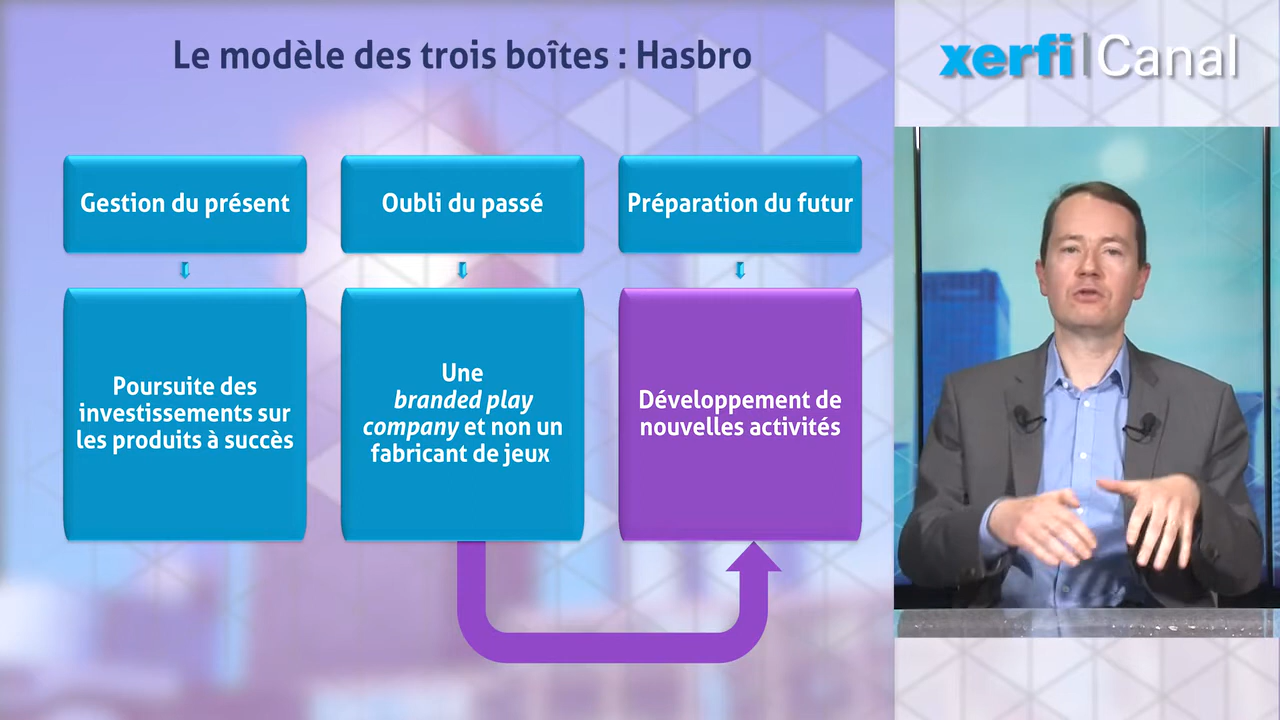 Le modèle des trois boîtes : Hasbro
xerfi Canal
Gestion du présent
Oubli du passé
Préparation du futur
Poursuite des
investissements sur
les produits à succès
Une
branded play
company et non un
fabricant de jeux
Développement de
nouvelles activités